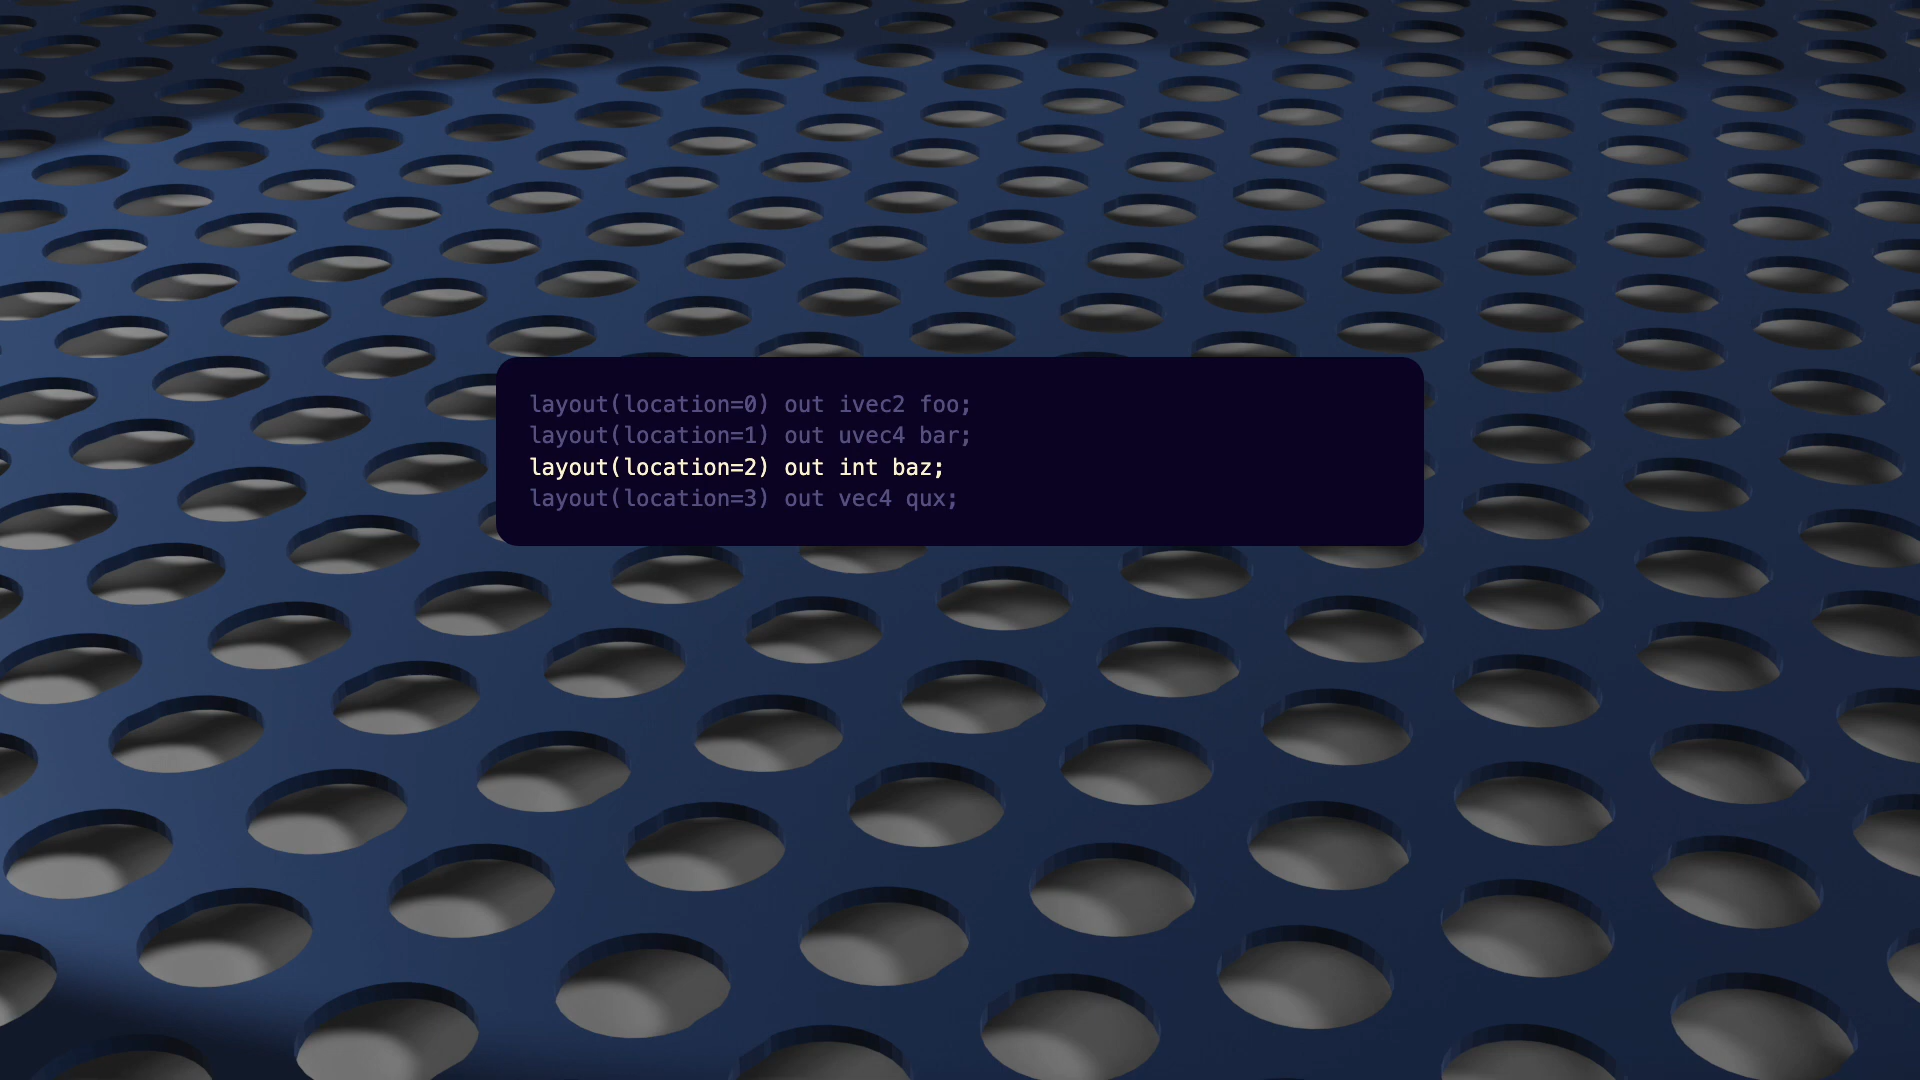 layout(location=0) out ivec2 foo;
layout(location=1) out uvec4 bar;
layout(location=2) out int baz;
layout(location=3) out vec4 qux;